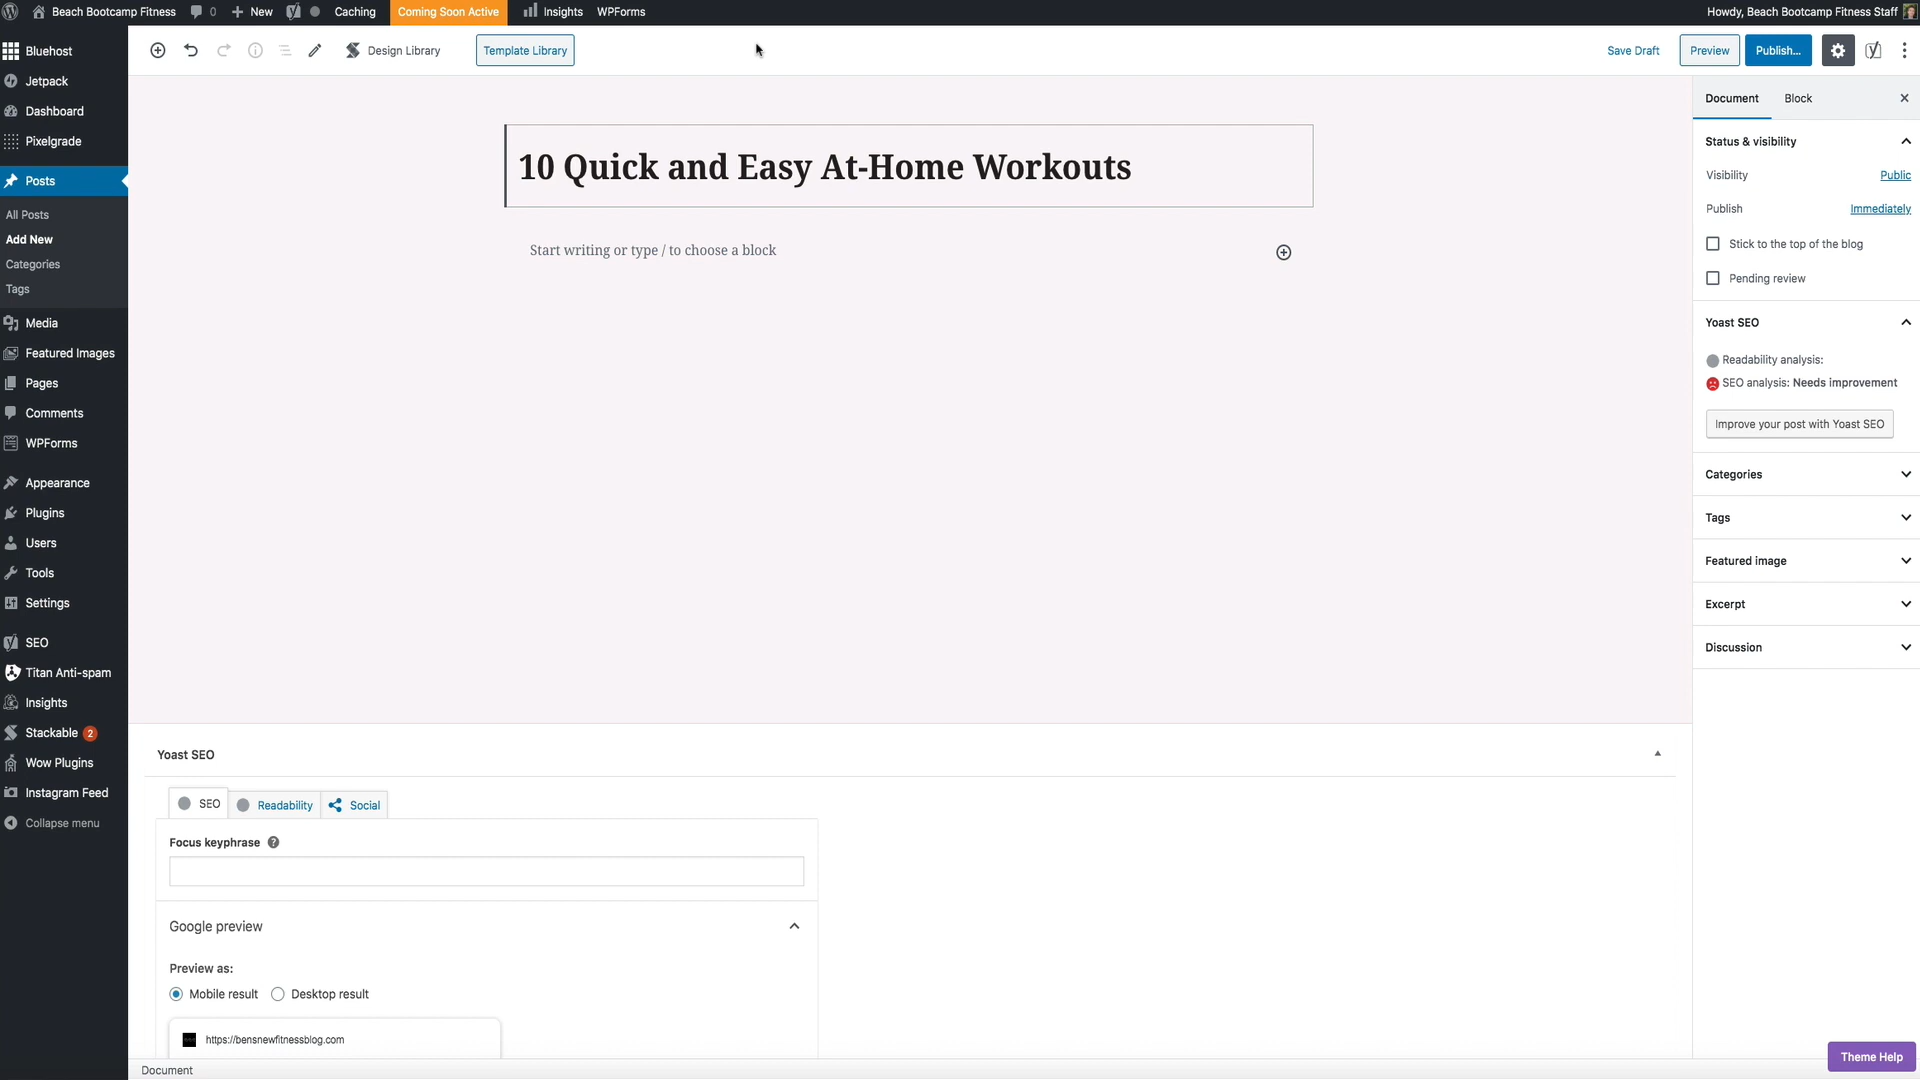 Beach Bootcamp Fitness
0
New
Caching
Coming Soon Active
Insights
WPForms
Howdy, Beach Bootcamp Fitness Staff
Bluehost
Jetpack
Dashboard
Pixelgrade
Posts
All Posts
Add New
Categories
Tags
Media
Featured Images
Pages
Comments
WPForms
Appearance
Plugins
Users
Tools
Settings
SEO
Titan Anti-spam
Insights
Stackable 2
Wow Plugins
Instagram Feed
Collapse menu
Design Library
Template Library
Save Draft
Preview
Publish...
10 Quick and Easy At-Home Workouts
Start writing or type / to choose a block
Document
Block
Status & visibility
Visibility Public
Publish Immediately
Stick to the top of the blog
Pending review
Yoast SEO
Readability analysis:
SEO analysis: Needs improvement
Improve your post with Yoast SEO
Categories
Tags
Featured image
Excerpt
Discussion
Yoast SEO
SEO
Readability
Social
Focus keyphrase
Google preview
Preview as:
Mobile result
Desktop result
https://bensnewfitnessblog.com
Document
Theme Help